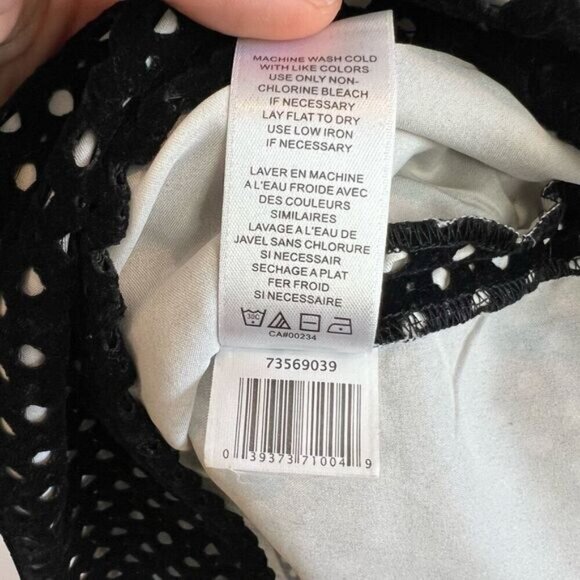 MACHINE WASH COLD
WITH LIKE COLORS
USE ONLY NON-
CHLORINE BLEACH
IF NECESSARY
LAY FLAT TO DRY
USE LOW IRON
IF NECESSARY
LAVER EN MACHINE
A L'EAU FROIDE AVEC
DES COULEURS
SIMILAIRES
LAVAGE A L'EAU DE
JAVEL SANS CHLORURE
SI NECESSAIR
SECHAGE A PLAT
FER FROID
SI NECESSAIRE
30C
CA#00234
73569039
0 39373 71004 9